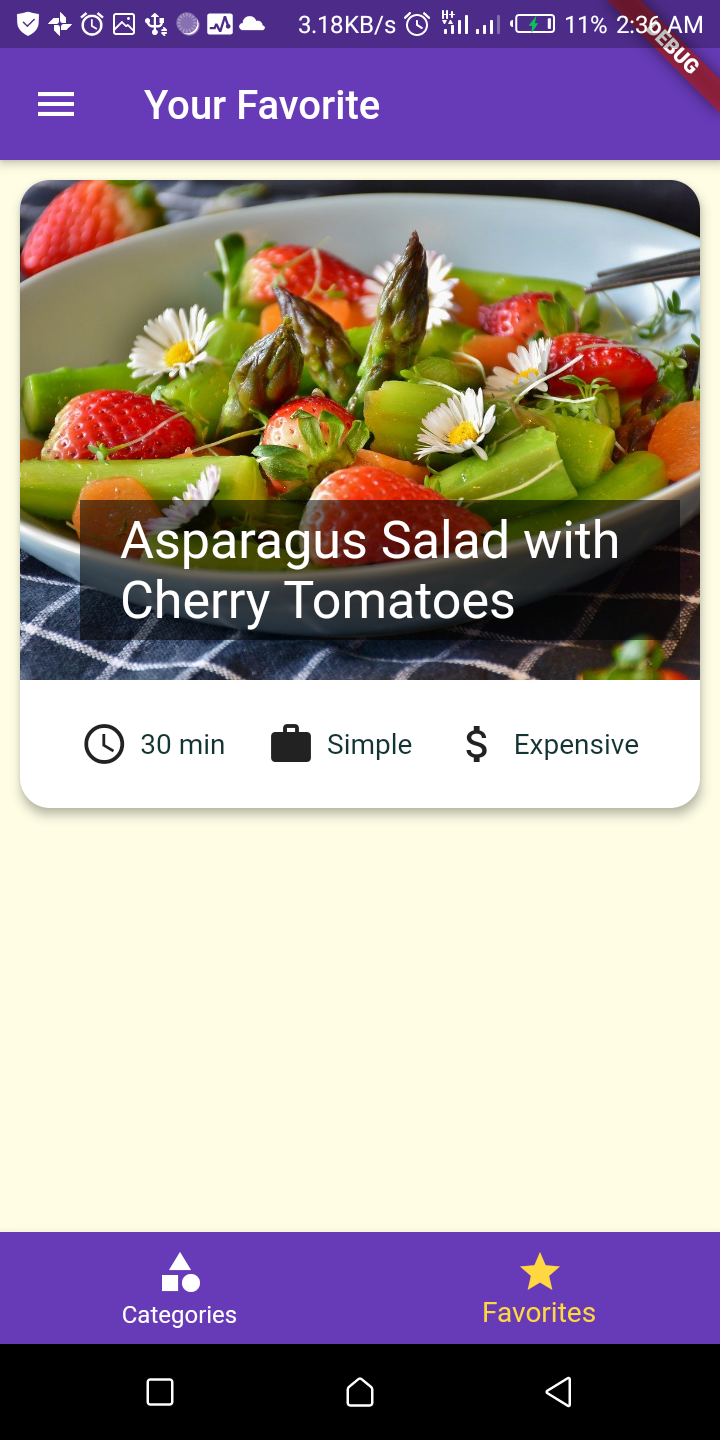 3.18KB/s H+ 11% 2:36 AM
DEBUG
Your Favorite
Asparagus Salad with
Cherry Tomatoes
30 min Simple $ Expensive
Categories Favorites